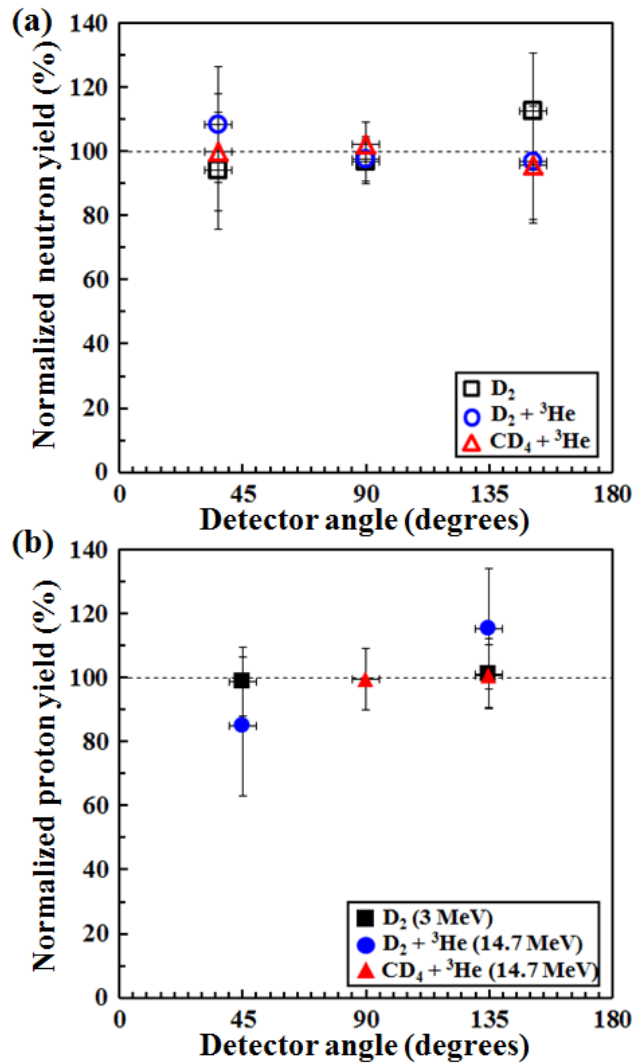 (a)
140
120
100
80
60
40
20
0
Normalized neutron yield (%)
D₂
D₂ + ³He
CD₄ + ³He
0 45 90 135 180
Detector angle (degrees)
(b)
140
120
100
80
60
40
20
0
Normalized proton yield (%)
D₂ (3 MeV)
D₂ + ³He (14.7 MeV)
CD₄ + ³He (14.7 MeV)
0 45 90 135 180
Detector angle (degrees)